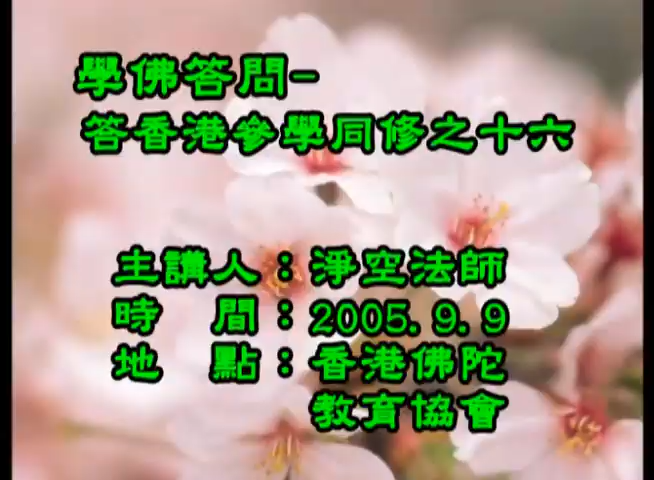 學佛答問-
答香港參學同修之十六
主講人：淨空法師
時　間：2005.9.9
地　點：香港佛陀
教育協會